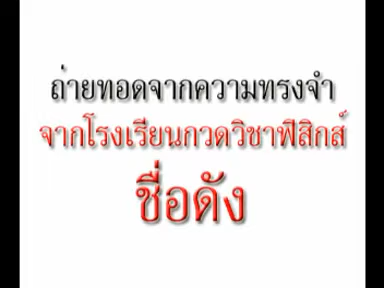 ถ่ายทอดจากความทรงจำ
จากโรงเรียนกวดวิชาฟิสิกส์
ชื่อดัง